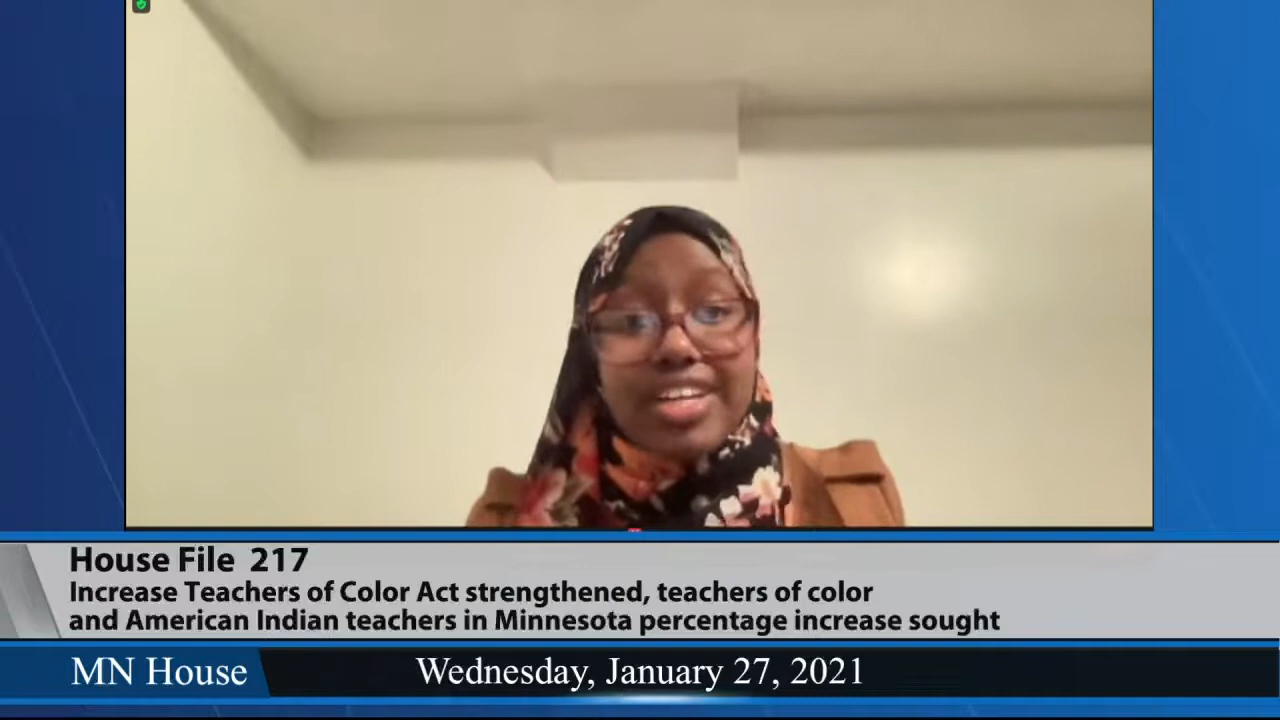 House File 217
Increase Teachers of Color Act strengthened, teachers of color
and American Indian teachers in Minnesota percentage increase sought
MN House
Wednesday, January 27, 2021